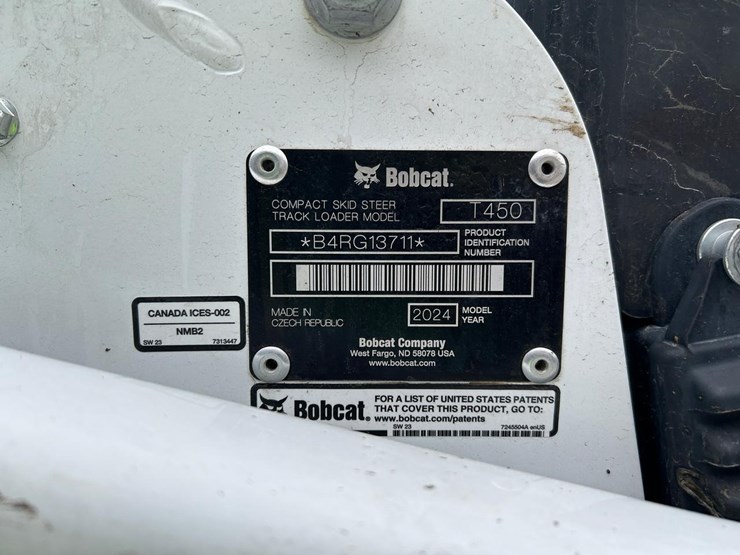 Bobcat.
COMPACT SKID STEER
TRACK LOADER MODEL
T450
*B4RG13711*
PRODUCT
IDENTIFICATION
NUMBER
MADE IN
CZECH REPUBLIC
2024
MODEL
YEAR
Bobcat Company
West Fargo, ND 58078 USA
www.bobcat.com
CANADA ICES-002
NMB2
SW 23 7313447
Bobcat.
FOR A LIST OF UNITED STATES PATENTS
THAT COVER THIS PRODUCT, GO TO:
www.bobcat.com/patents
SW 23 7245504A enUS